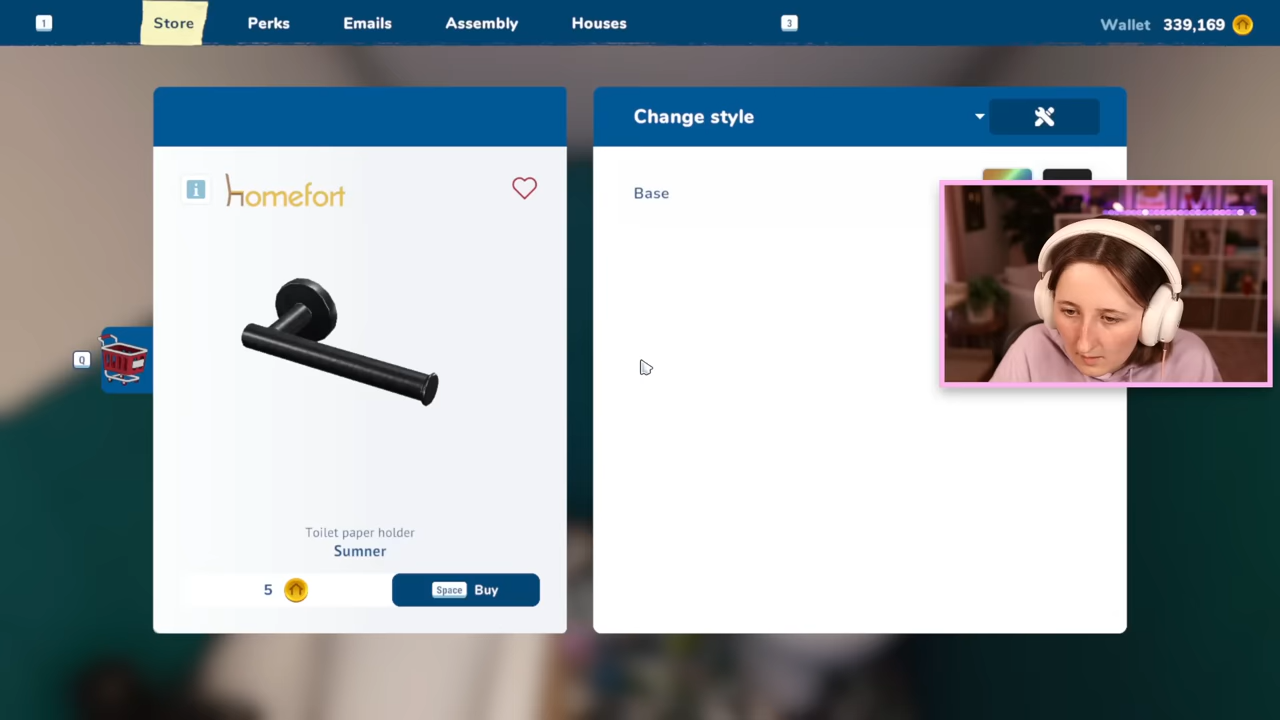 1
Store
Perks
Emails
Assembly
Houses
3
Wallet 339,169
i
homefort
Q
Toilet paper holder
Sumner
5
Space Buy
Change style
Base